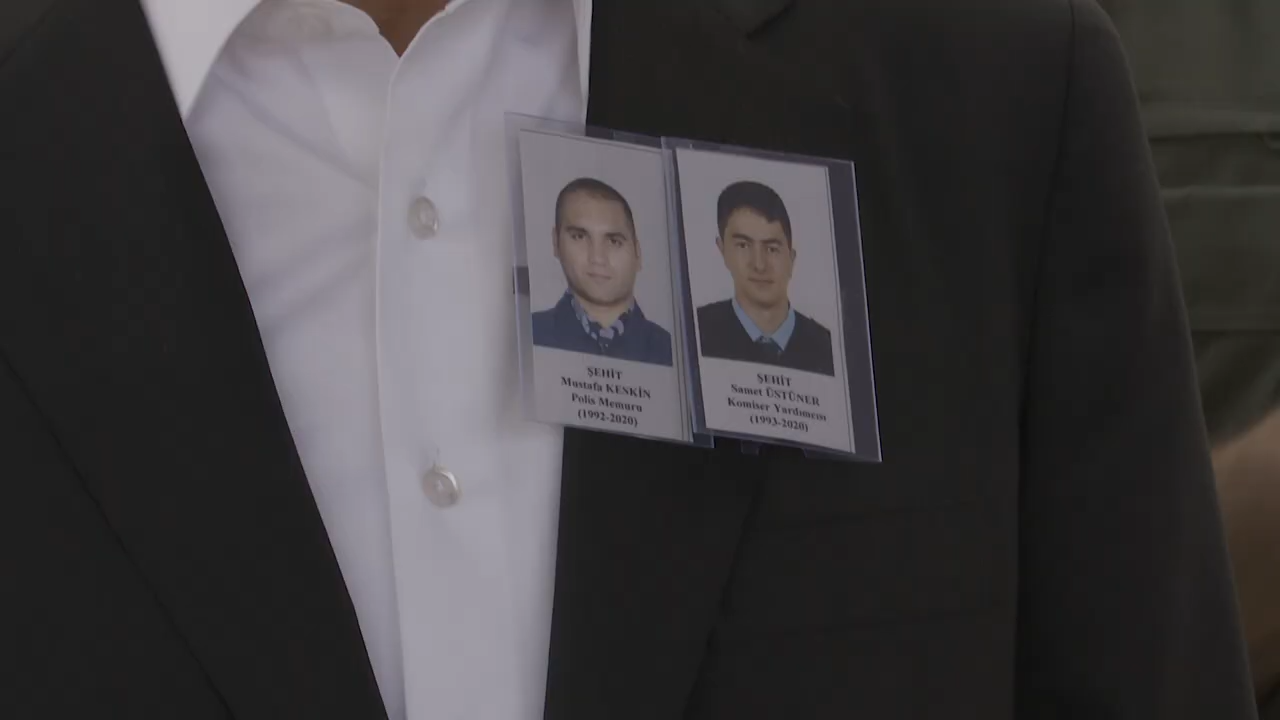 ŞEHİT
Mustafa KESKİN
Polis Memuru
(1992-2020)
ŞEHİT
Samet ÜSTÜNER
Komiser Yardımcısı
(1993-2020)